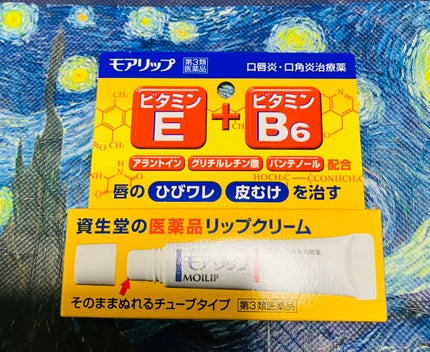 モアリップ 第3類医薬品 口唇炎・口角炎治療薬
ビタミン
E
+
ビタミン
B6
アラントイン グリチルレチン酸 パンテノール 配合
唇の ひびワレ 皮むけ を治す
資生堂の医薬品リップクリーム
モアリップ
MOILIP
そのままぬれるチューブタイプ 第3類医薬品